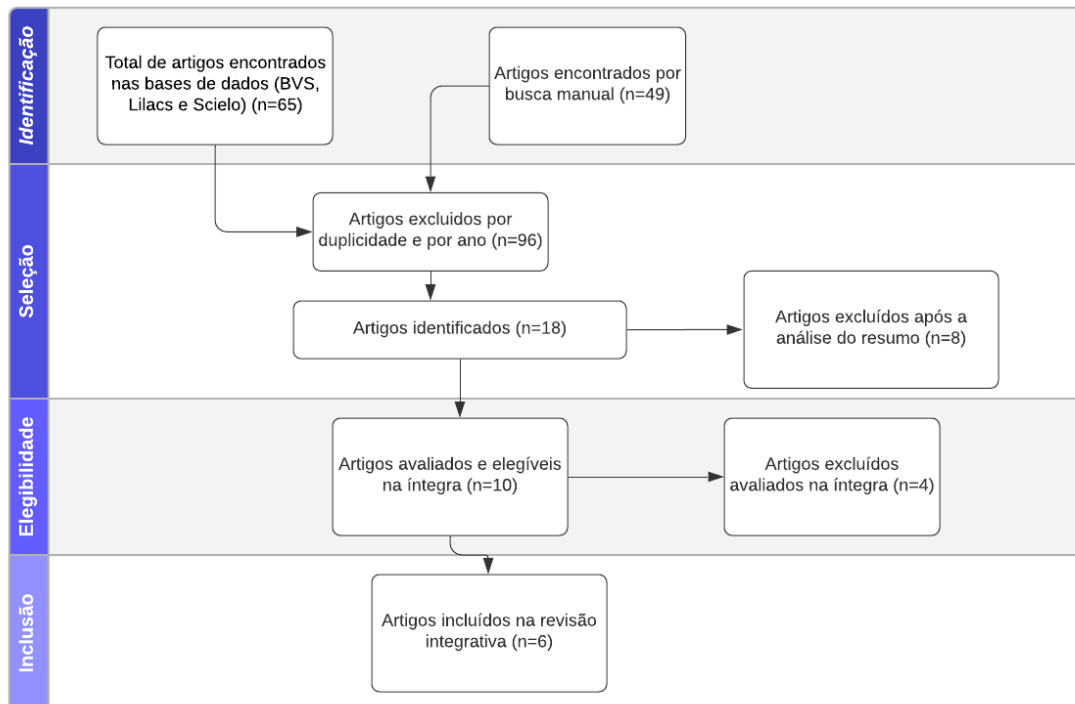 Identificação
Total de artigos encontrados
nas bases de dados (BVS,
Lilacs e Scielo) (n=65)
Artigos encontrados por
busca manual (n=49)
Seleção
Artigos excluidos por
duplicidade e por ano (n=96)
Artigos identificados (n=18)
Artigos excluídos após a
análise do resumo (n=8)
Elegibilidade
Artigos avaliados e elegíveis
na íntegra (n=10)
Artigos excluídos
avaliados na íntegra (n=4)
Inclusão
Artigos incluídos na revisão
integrativa (n=6)